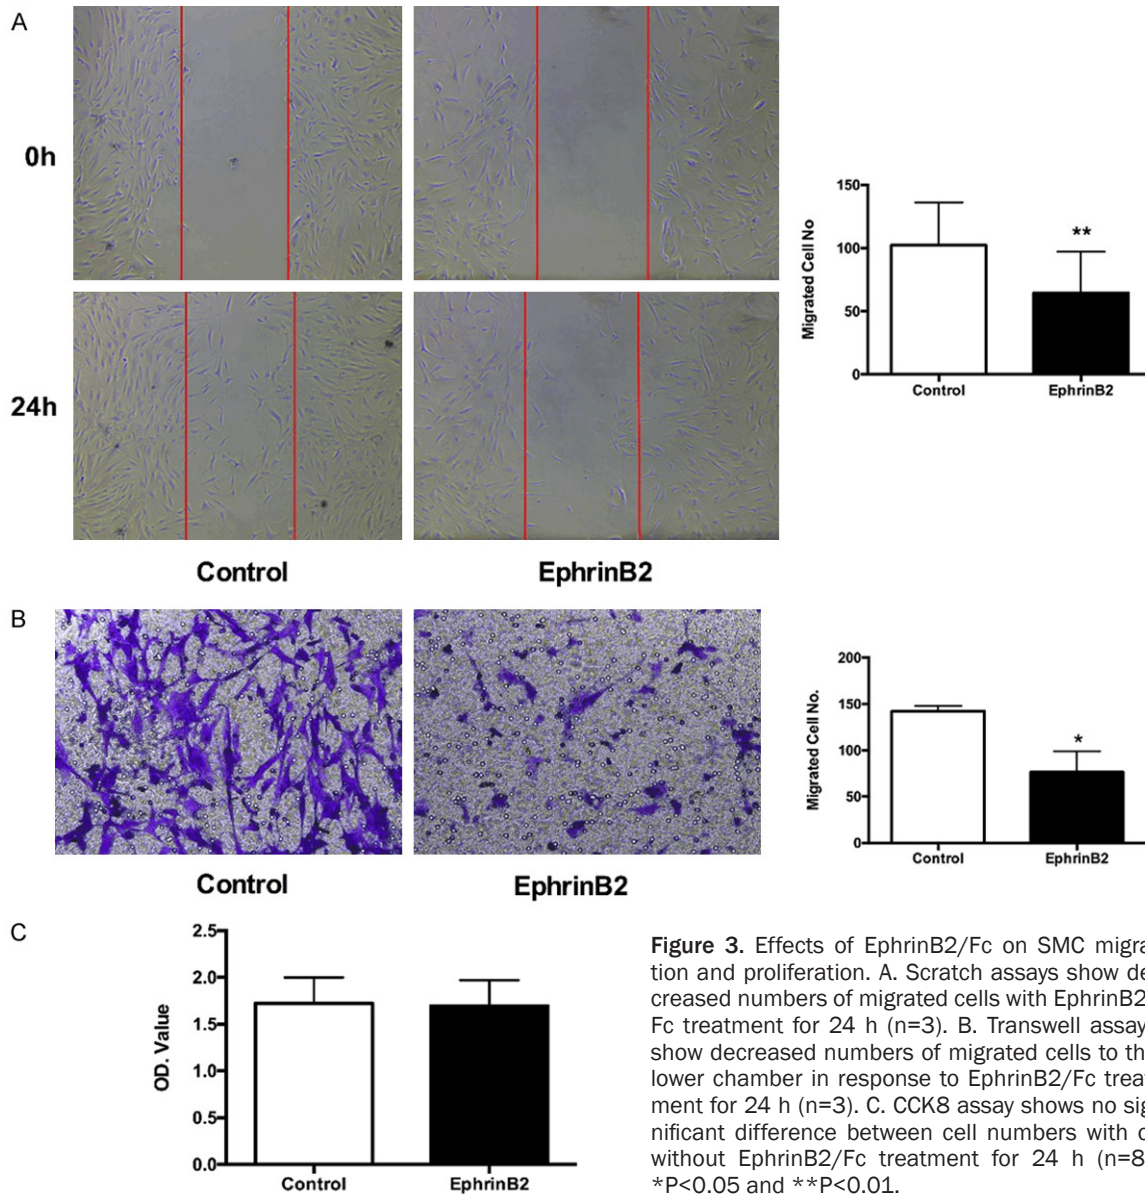 A
0h
24h
Control
EphrinB2
150
100
50
0
Migrated Cell No
**
Control
EphrinB2
B
Control
EphrinB2
200
150
100
50
0
Migrated Cell No.
*
Control
EphrinB2
C
2.5
2.0
1.5
1.0
0.5
0.0
OD. Value
Control
EphrinB2
Figure 3. Effects of EphrinB2/Fc on SMC migra-
tion and proliferation. A. Scratch assays show de-
creased numbers of migrated cells with EphrinB2
Fc treatment for 24 h (n=3). B. Transwell assay
show decreased numbers of migrated cells to th
lower chamber in response to EphrinB2/Fc trea
ment for 24 h (n=3). C. CCK8 assay shows no sig
nificant difference between cell numbers with o
without EphrinB2/Fc treatment for 24 h (n=8
*P<0.05 and **P<0.01.